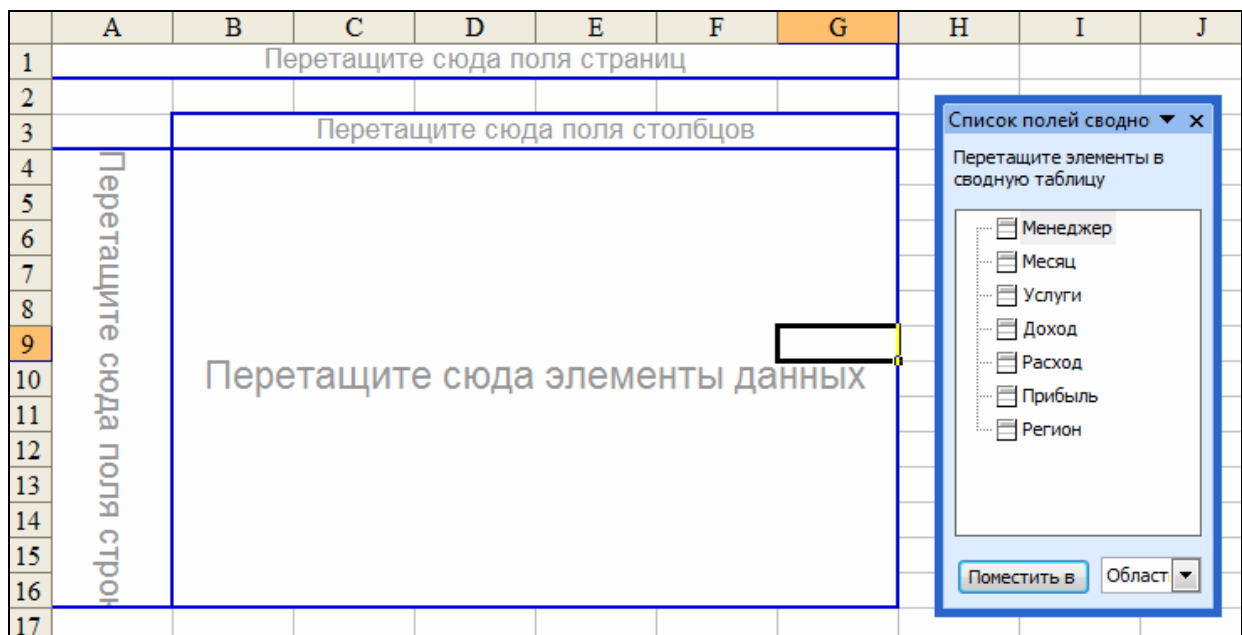 A B C D E F G H I J
1 Перетащите сюда поля страниц
2
3 Перетащите сюда поля столбцов
4
5
6
7
8
9
10 Перетащите сюда элементы данных
11
12
13
14
15
16
17
Перетащите сюда поля строк
Список полей сводно
Перетащите элементы в
сводную таблицу
Менеджер
Месяц
Услуги
Доход
Расход
Прибыль
Регион
Поместить в Област